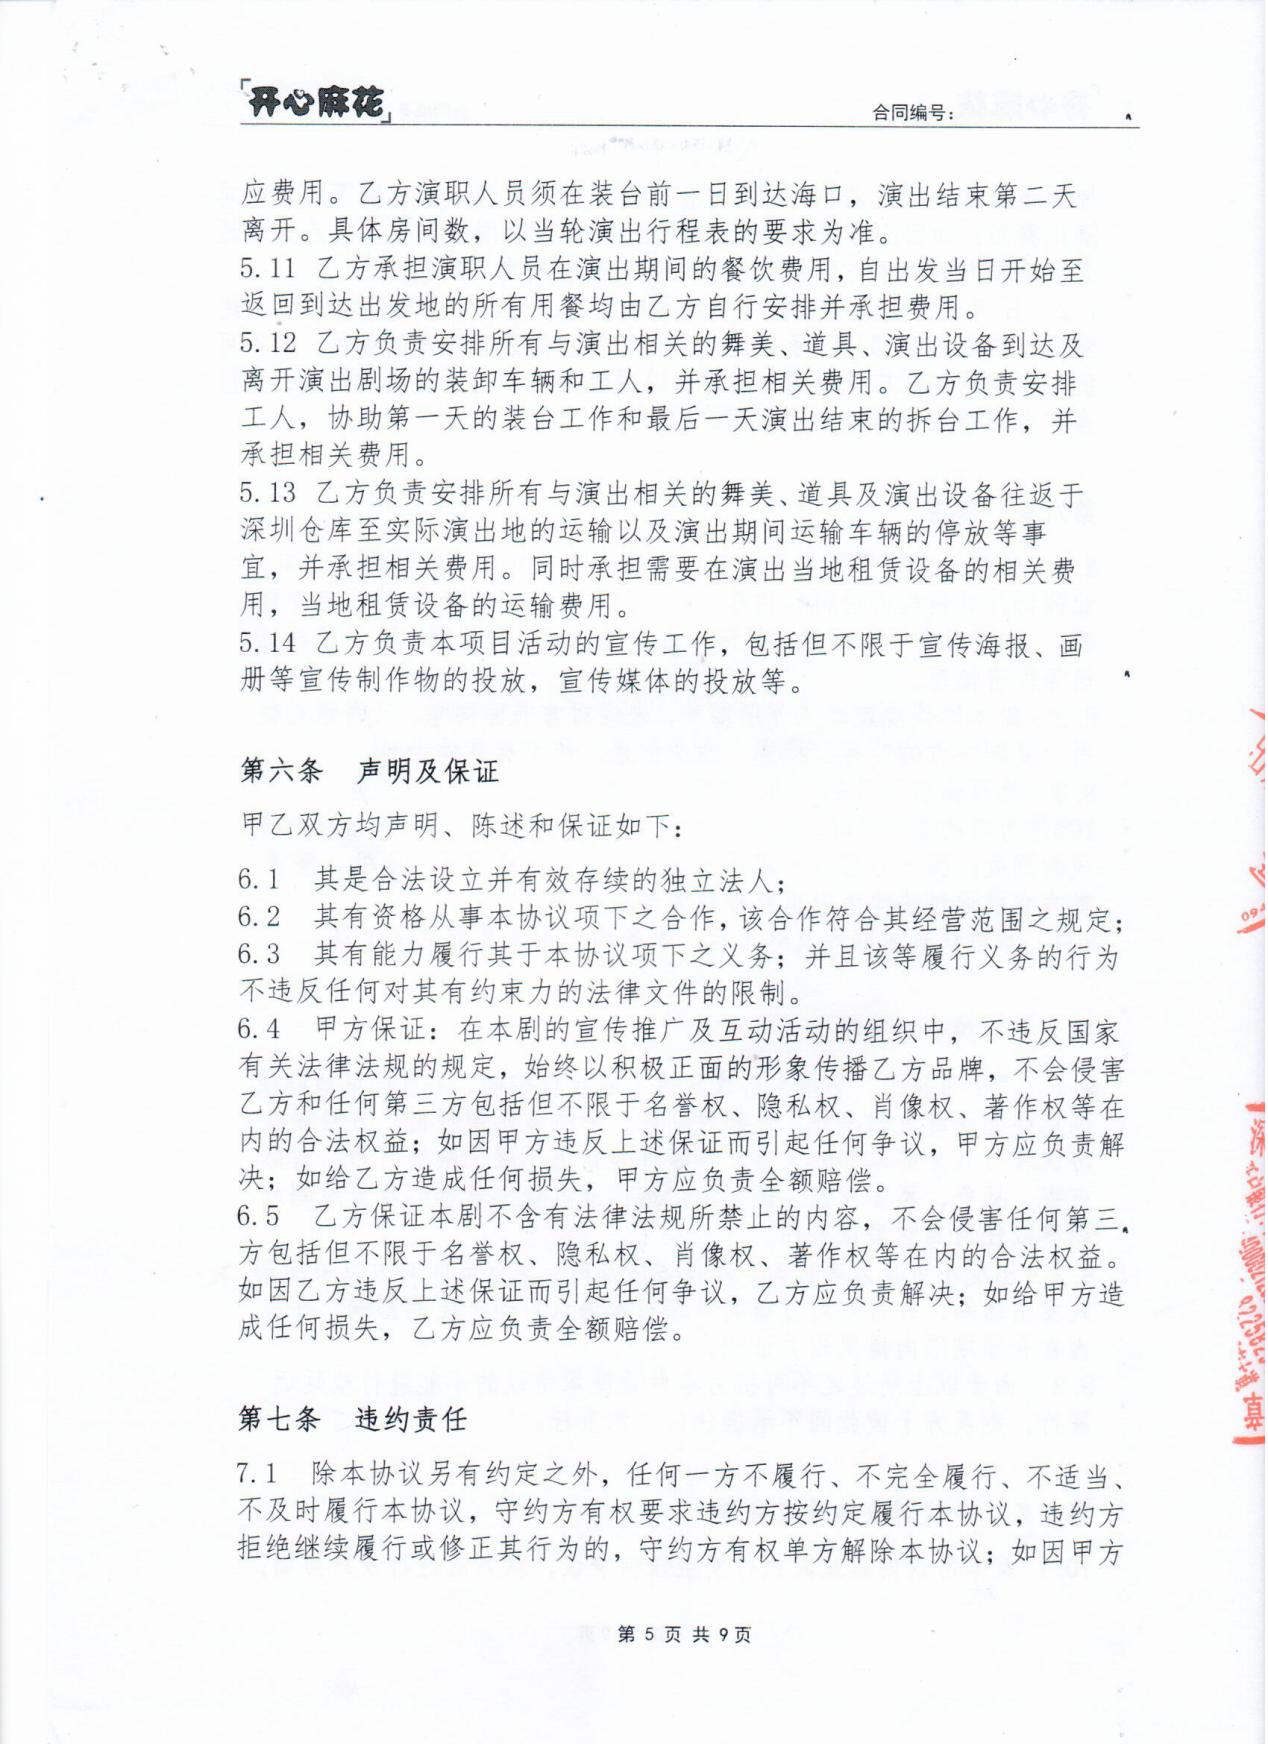 「开心麻花」
合同编号：
应费用。乙方演职人员须在装台前一日到达海口，演出结束第二天
离开。具体房间数，以当轮演出行程表的要求为准。
5.11 乙方承担演职人员在演出期间的餐饮费用，自出发当日开始至
返回到达出发地的所有用餐均由乙方自行安排并承担费用。
5.12 乙方负责安排所有与演出相关的舞美、道具、演出设备到达及
离开演出剧场的装卸车辆和工人，并承担相关费用。乙方负责安排
工人，协助第一天的装台工作和最后一天演出结束的拆台工作，并
承担相关费用。
5.13 乙方负责安排所有与演出相关的舞美、道具及演出设备往返于
深圳仓库至实际演出地的运输以及演出期间运输车辆的停放等事
宜，并承担相关费用。同时承担需要在演出当地租赁设备的相关费
用，当地租赁设备的运输费用。
5.14 乙方负责本项目活动的宣传工作，包括但不限于宣传海报、画
册等宣传制作物的投放，宣传媒体的投放等。
第六条 声明及保证
甲乙双方均声明、陈述和保证如下：
6.1 其是合法设立并有效存续的独立法人；
6.2 其有资格从事本协议项下之合作，该合作符合其经营范围之规定；
6.3 其有能力履行其于本协议项下之义务；并且该等履行义务的行为
不违反任何对其有约束力的法律文件的限制。
6.4 甲方保证：在本剧的宣传推广及互动活动的组织中，不违反国家
有关法律法规的规定，始终以积极正面的形象传播乙方品牌，不会侵害
乙方和任何第三方包括但不限于名誉权、隐私权、肖像权、著作权等在
内的合法权益；如因甲方违反上述保证而引起任何争议，甲方应负责解
决；如给乙方造成任何损失，甲方应负责全额赔偿。
6.5 乙方保证本剧不含有法律法规所禁止的内容，不会侵害任何第三
方包括但不限于名誉权、隐私权、肖像权、著作权等在内的合法权益。
如因乙方违反上述保证而引起任何争议，乙方应负责解决；如给甲方造
成任何损失，乙方应负责全额赔偿。
第七条 违约责任
7.1 除本协议另有约定之外，任何一方不履行、不完全履行、不适当、
不及时履行本协议，守约方有权要求违约方按约定履行本协议，违约方
拒绝继续履行或修正其行为的，守约方有权单方解除本协议；如因甲方
第 5 页 共 9 页